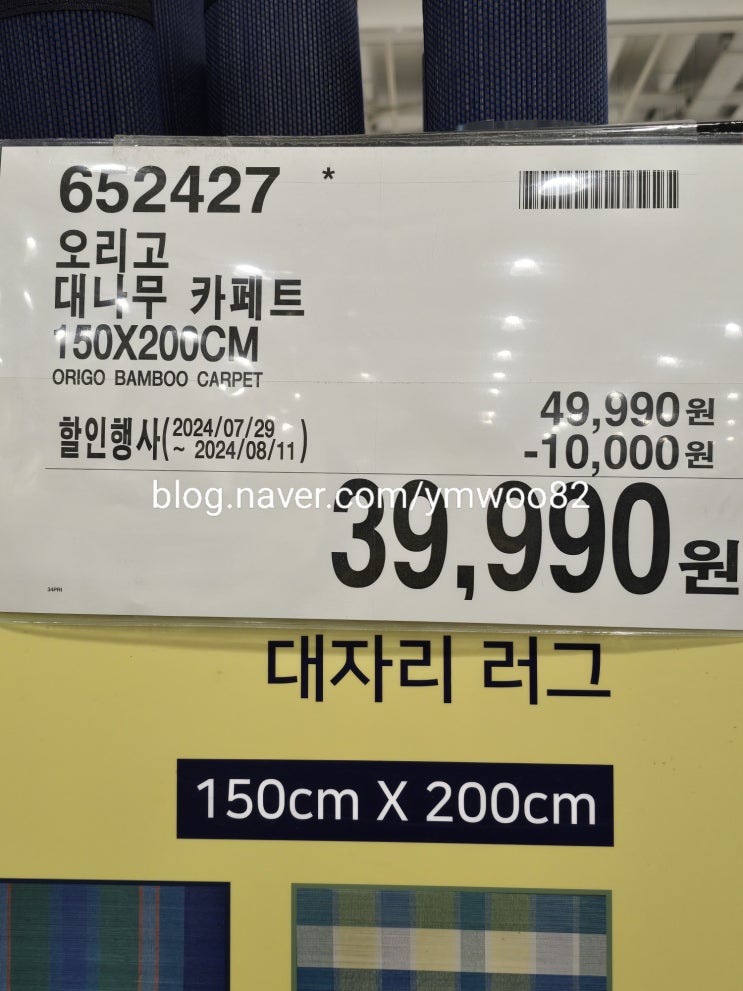 652427 *
오리고
대나무 카페트
150X200CM
ORIGO BAMBOO CARPET
할인행사(2024/07/29
~ 2024/08/11)
49,990원
-10,000원
blog.naver.com/ymwoo82
39,990원
34PRI
대자리 러그
150cm X 200cm